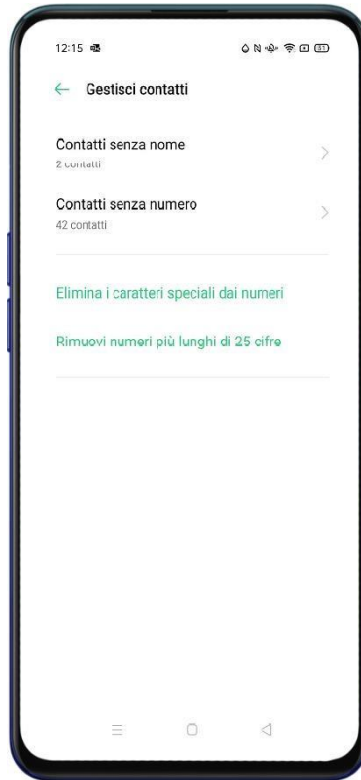 12:15
Gestisci contatti
Contatti senza nome
2 contatti
Contatti senza numero
42 contatti
Elimina i caratteri speciali dai numeri
Rimuovi numeri più lunghi di 25 cifre